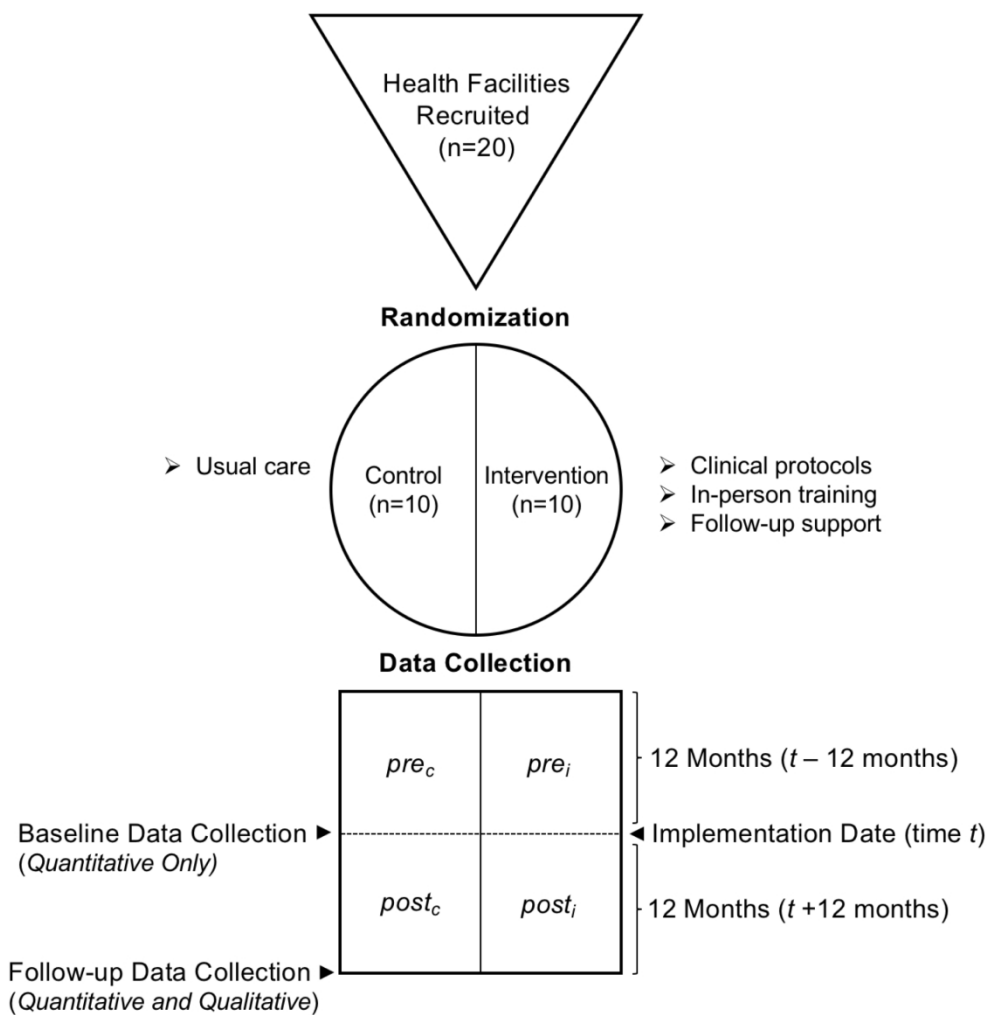 Health Facilities
Recruited
(n=20)
Randomization
➢ Usual care
Control
(n=10)
Intervention
(n=10)
➢ Clinical protocols
➢ In-person training
➢ Follow-up support
Data Collection
pre_c
pre_i
12 Months (t – 12 months)
Baseline Data Collection
(Quantitative Only)
Implementation Date (time t)
post_c
post_i
12 Months (t +12 months)
Follow-up Data Collection
(Quantitative and Qualitative)